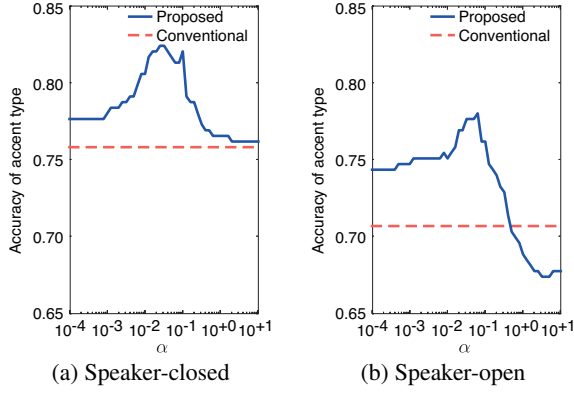 0.85
0.80
0.75
0.70
0.65
Accuracy of accent type
Proposed
Conventional
10-4 10-3 10-2 10-1 10+0 10+1
α
(a) Speaker-closed
0.85
0.80
0.75
0.70
0.65
Accuracy of accent type
Proposed
Conventional
10-4 10-3 10-2 10-1 10+0 10+1
α
(b) Speaker-open